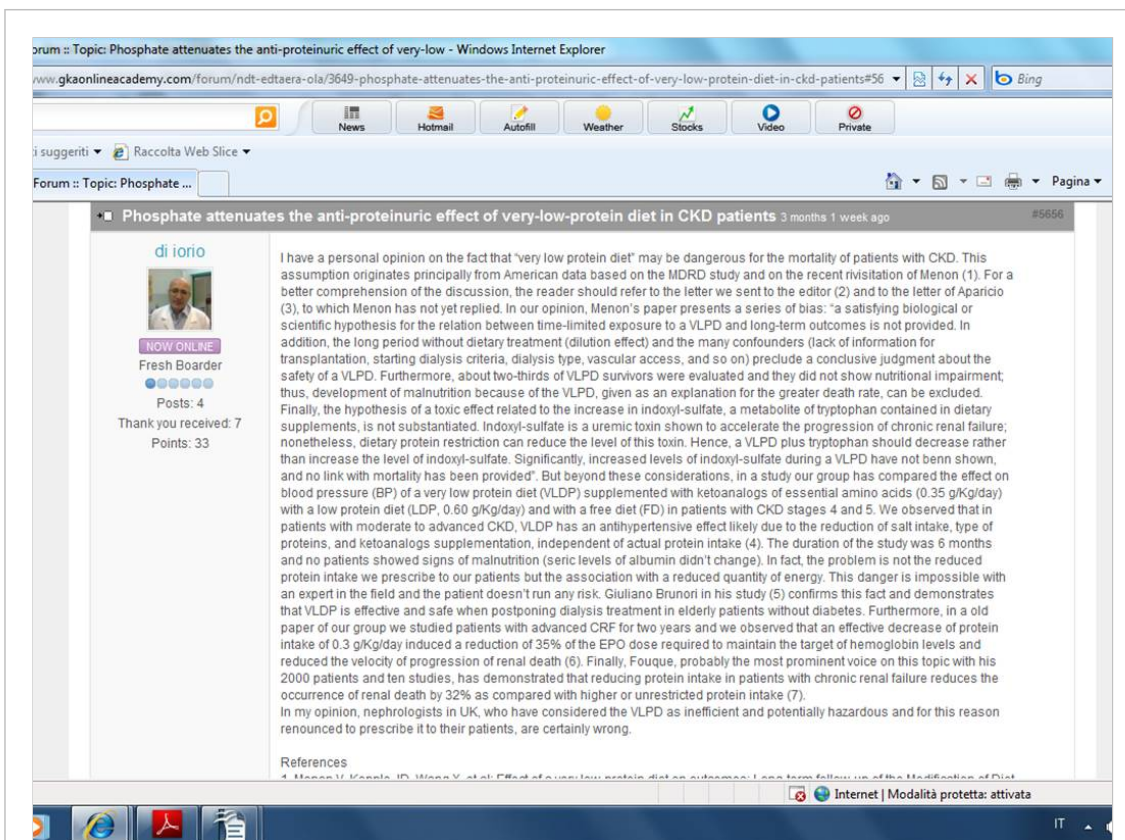 orum :: Topic: Phosphate attenuates the anti-proteinuric effect of very-low - Windows Internet Explorer
www.gkaonlineacademy.com/forum/ndt-edtaera-ola/3649-phosphate-attenuates-the-anti-proteinuric-effect-of-very-low-protein-diet-in-ckd-patients#56
Bing
News Hotmail Autofill Weather Stocks Video Private
ti suggeriti Raccolta Web Slice
Forum :: Topic: Phosphate ...
Pagina
Phosphate attenuates the anti-proteinuric effect of very-low-protein diet in CKD patients 3 months 1 week ago #5656
di iorio
NOW ONLINE
Fresh Boarder
Posts: 4
Thank you received: 7
Points: 33
I have a personal opinion on the fact that “very low protein diet” may be dangerous for the mortality of patients with CKD. This
assumption originates principally from American data based on the MDRD study and on the recent rivisitation of Menon (1). For a
better comprehension of the discussion, the reader should refer to the letter we sent to the editor (2) and to the letter of Aparicio
(3), to which Menon has not yet replied. In our opinion, Menon's paper presents a series of bias: “a satisfying biological or
scientific hypothesis for the relation between time-limited exposure to a VLPD and long-term outcomes is not provided. In
addition, the long period without dietary treatment (dilution effect) and the many confounders (lack of information for
transplantation, starting dialysis criteria, dialysis type, vascular access, and so on) preclude a conclusive judgment about the
safety of a VLPD. Furthermore, about two-thirds of VLPD survivors were evaluated and they did not show nutritional impairment;
thus, development of malnutrition because of the VLPD, given as an explanation for the greater death rate, can be excluded.
Finally, the hypothesis of a toxic effect related to the increase in indoxyl-sulfate, a metabolite of tryptophan contained in dietary
supplements, is not substantiated. Indoxyl-sulfate is a uremic toxin shown to accelerate the progression of chronic renal failure;
nonetheless, dietary protein restriction can reduce the level of this toxin. Hence, a VLPD plus tryptophan should decrease rather
than increase the level of indoxyl-sulfate. Significantly, increased levels of indoxyl-sulfate during a VLPD have not benn shown,
and no link with mortality has been provided”. But beyond these considerations, in a study our group has compared the effect on
blood pressure (BP) of a very low protein diet (VLDP) supplemented with ketoanalogs of essential amino acids (0.35 g/Kg/day)
with a low protein diet (LDP, 0.60 g/Kg/day) and with a free diet (FD) in patients with CKD stages 4 and 5. We observed that in
patients with moderate to advanced CKD, VLDP has an antihypertensive effect likely due to the reduction of salt intake, type of
proteins, and ketoanalogs supplementation, independent of actual protein intake (4). The duration of the study was 6 months
and no patients showed signs of malnutrition (seric levels of albumin didn't change). In fact, the problem is not the reduced
protein intake we prescribe to our patients but the association with a reduced quantity of energy. This danger is impossible with
an expert in the field and the patient doesn't run any risk. Giuliano Brunori in his study (5) confirms this fact and demonstrates
that VLDP is effective and safe when postponing dialysis treatment in elderly patients without diabetes. Furthermore, in a old
paper of our group we studied patients with advanced CRF for two years and we observed that an effective decrease of protein
intake of 0.3 g/Kg/day induced a reduction of 35% of the EPO dose required to maintain the target of hemoglobin levels and
reduced the velocity of progression of renal death (6). Finally, Fouque, probably the most prominent voice on this topic with his
2000 patients and ten studies, has demonstrated that reducing protein intake in patients with chronic renal failure reduces the
occurrence of renal death by 32% as compared with higher or unrestricted protein intake (7).
In my opinion, nephrologists in UK, who have considered the VLPD as inefficient and potentially hazardous and for this reason
renounced to prescribe it to their patients, are certainly wrong.
References
1. Menon V, Kopple JD, Wang X, et al: Effect of a very low-protein diet on outcomes: Long-term follow-up of the Modification of Diet
Internet | Modalità protetta: attivata
IT